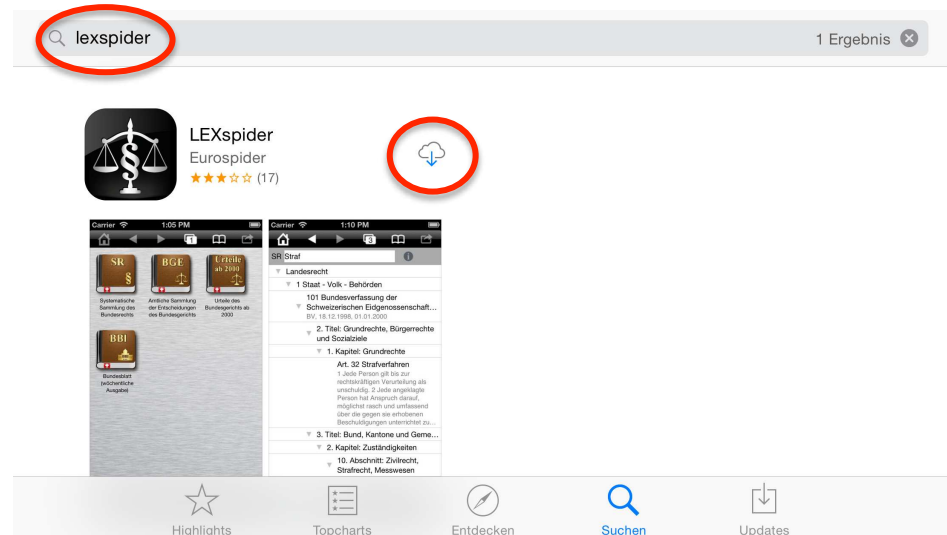 lexspider
1 Ergebnis
LEXspider
Eurospider
★★★☆☆ (17)
Carrier 1:05 PM
1
SR
§
BGE
Urteile
ab 2000
Systematische
Sammlung des
Bundesrechts
Amtliche Sammlung
der Entscheidungen
des Bundesgerichts
Urteile des
Bundesgerichts ab
2000
BBI
Bundesblatt
(wöchentliche
Ausgabe)
Carrier 1:10 PM
3
SR Straf
Landesrecht
1 Staat - Volk - Behörden
101 Bundesverfassung der
Schweizerischen Eidgenossenschaft...
BV, 18.12.1998, 01.01.2000
2. Titel: Grundrechte, Bürgerrechte
und Sozialziele
1. Kapitel: Grundrechte
Art. 32 Strafverfahren
1 Jede Person gilt bis zur
rechtskräftigen Verurteilung als
unschuldig. 2 Jede angeklagte
Person hat Anspruch darauf,
möglichst rasch und umfassend
über die gegen sie erhobenen
Beschuldigungen unterrichtet zu...
3. Titel: Bund, Kantone und Geme...
2. Kapitel: Zuständigkeiten
10. Abschnitt: Zivilrecht,
Strafrecht, Messwesen
Highlights
Topcharts
Entdecken
Suchen
Updates